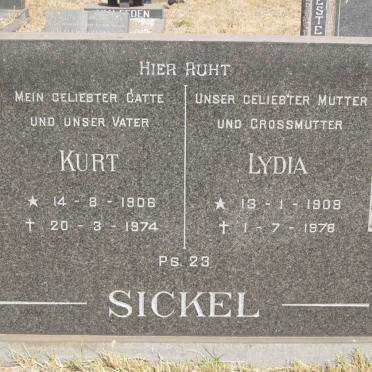 HIER RUHT
MEIN GELIEBTER GATTE
UND UNSER VATER
KURT
★ 14 - 8 - 1906
✝ 20 - 3 - 1974
UNSER GELIEBTER MUTTER
UND GROSSMUTTER
LYDIA
★ 13 - 1 - 1909
✝ 1 - 7 - 1976
PS. 23
SICKEL